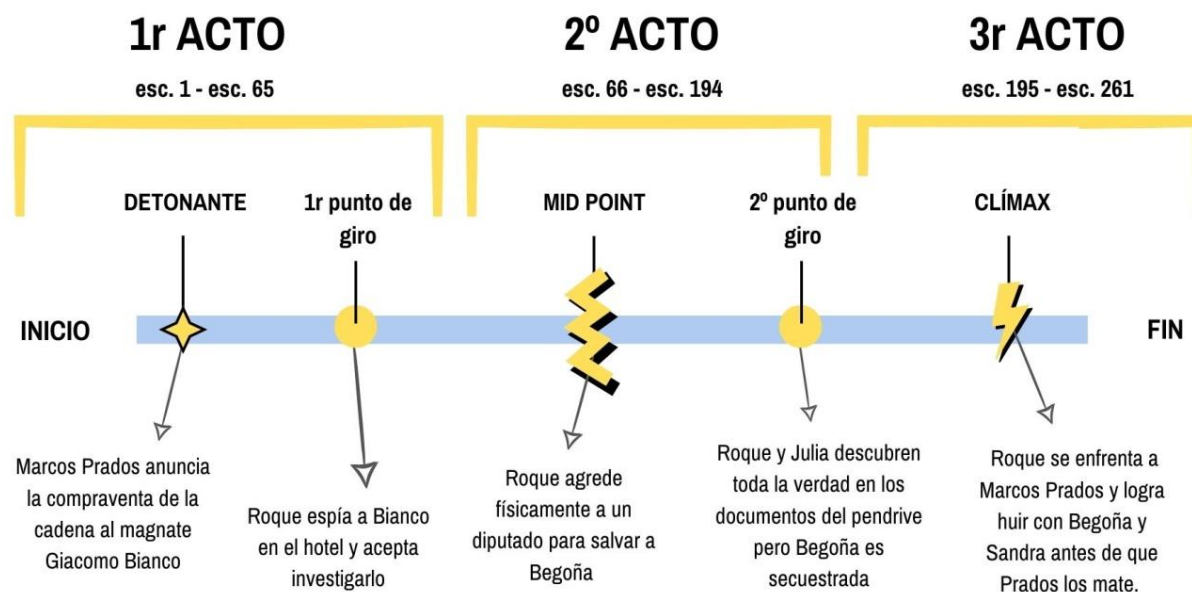 1r ACTO
esc. 1 - esc. 65
2º ACTO
esc. 66 - esc. 194
3r ACTO
esc. 195 - esc. 261
DETONANTE
1r punto de
giro
MID POINT
2º punto de
giro
CLÍMAX
INICIO
FIN
Marcos Prados anuncia
la compraventa de la
cadena al magnate
Giacomo Bianco
Roque espía a Bianco
en el hotel y acepta
investigarlo
Roque agrede
físicamente a un
diputado para salvar a
Begoña
Roque y Julia descubren
toda la verdad en los
documentos del pendrive
pero Begoña es
secuestrada
Roque se enfrenta a
Marcos Prados y logra
huir con Begoña y
Sandra antes de que
Prados los mate.